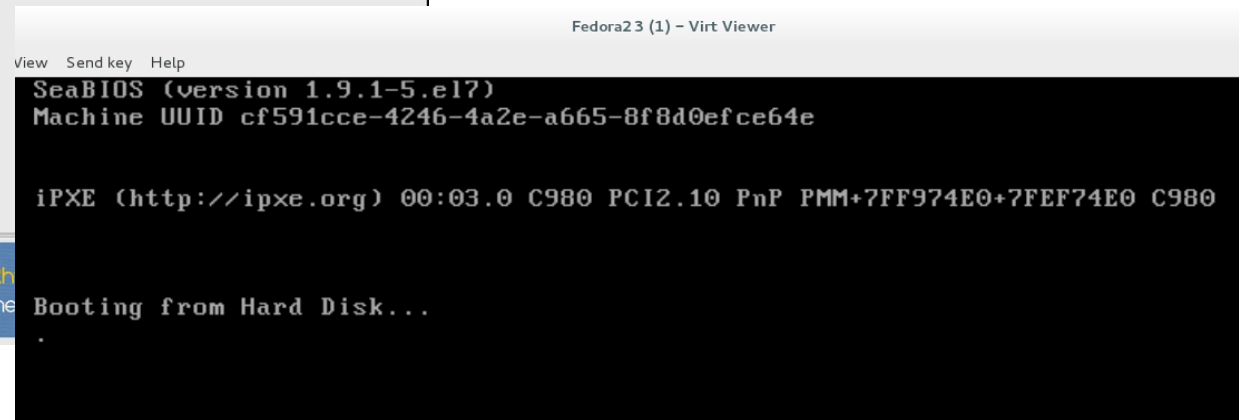 Fedora23 (1) – Virt Viewer
View Send key Help
SeaBIOS (version 1.9.1-5.el7)
Machine UUID cf591cce-4246-4a2e-a665-8f8d0efce64e
iPXE (http://ipxe.org) 00:03.0 C980 PCI2.10 PnP PMM+7FF974E0+7FEF74E0 C980
Booting from Hard Disk...
.